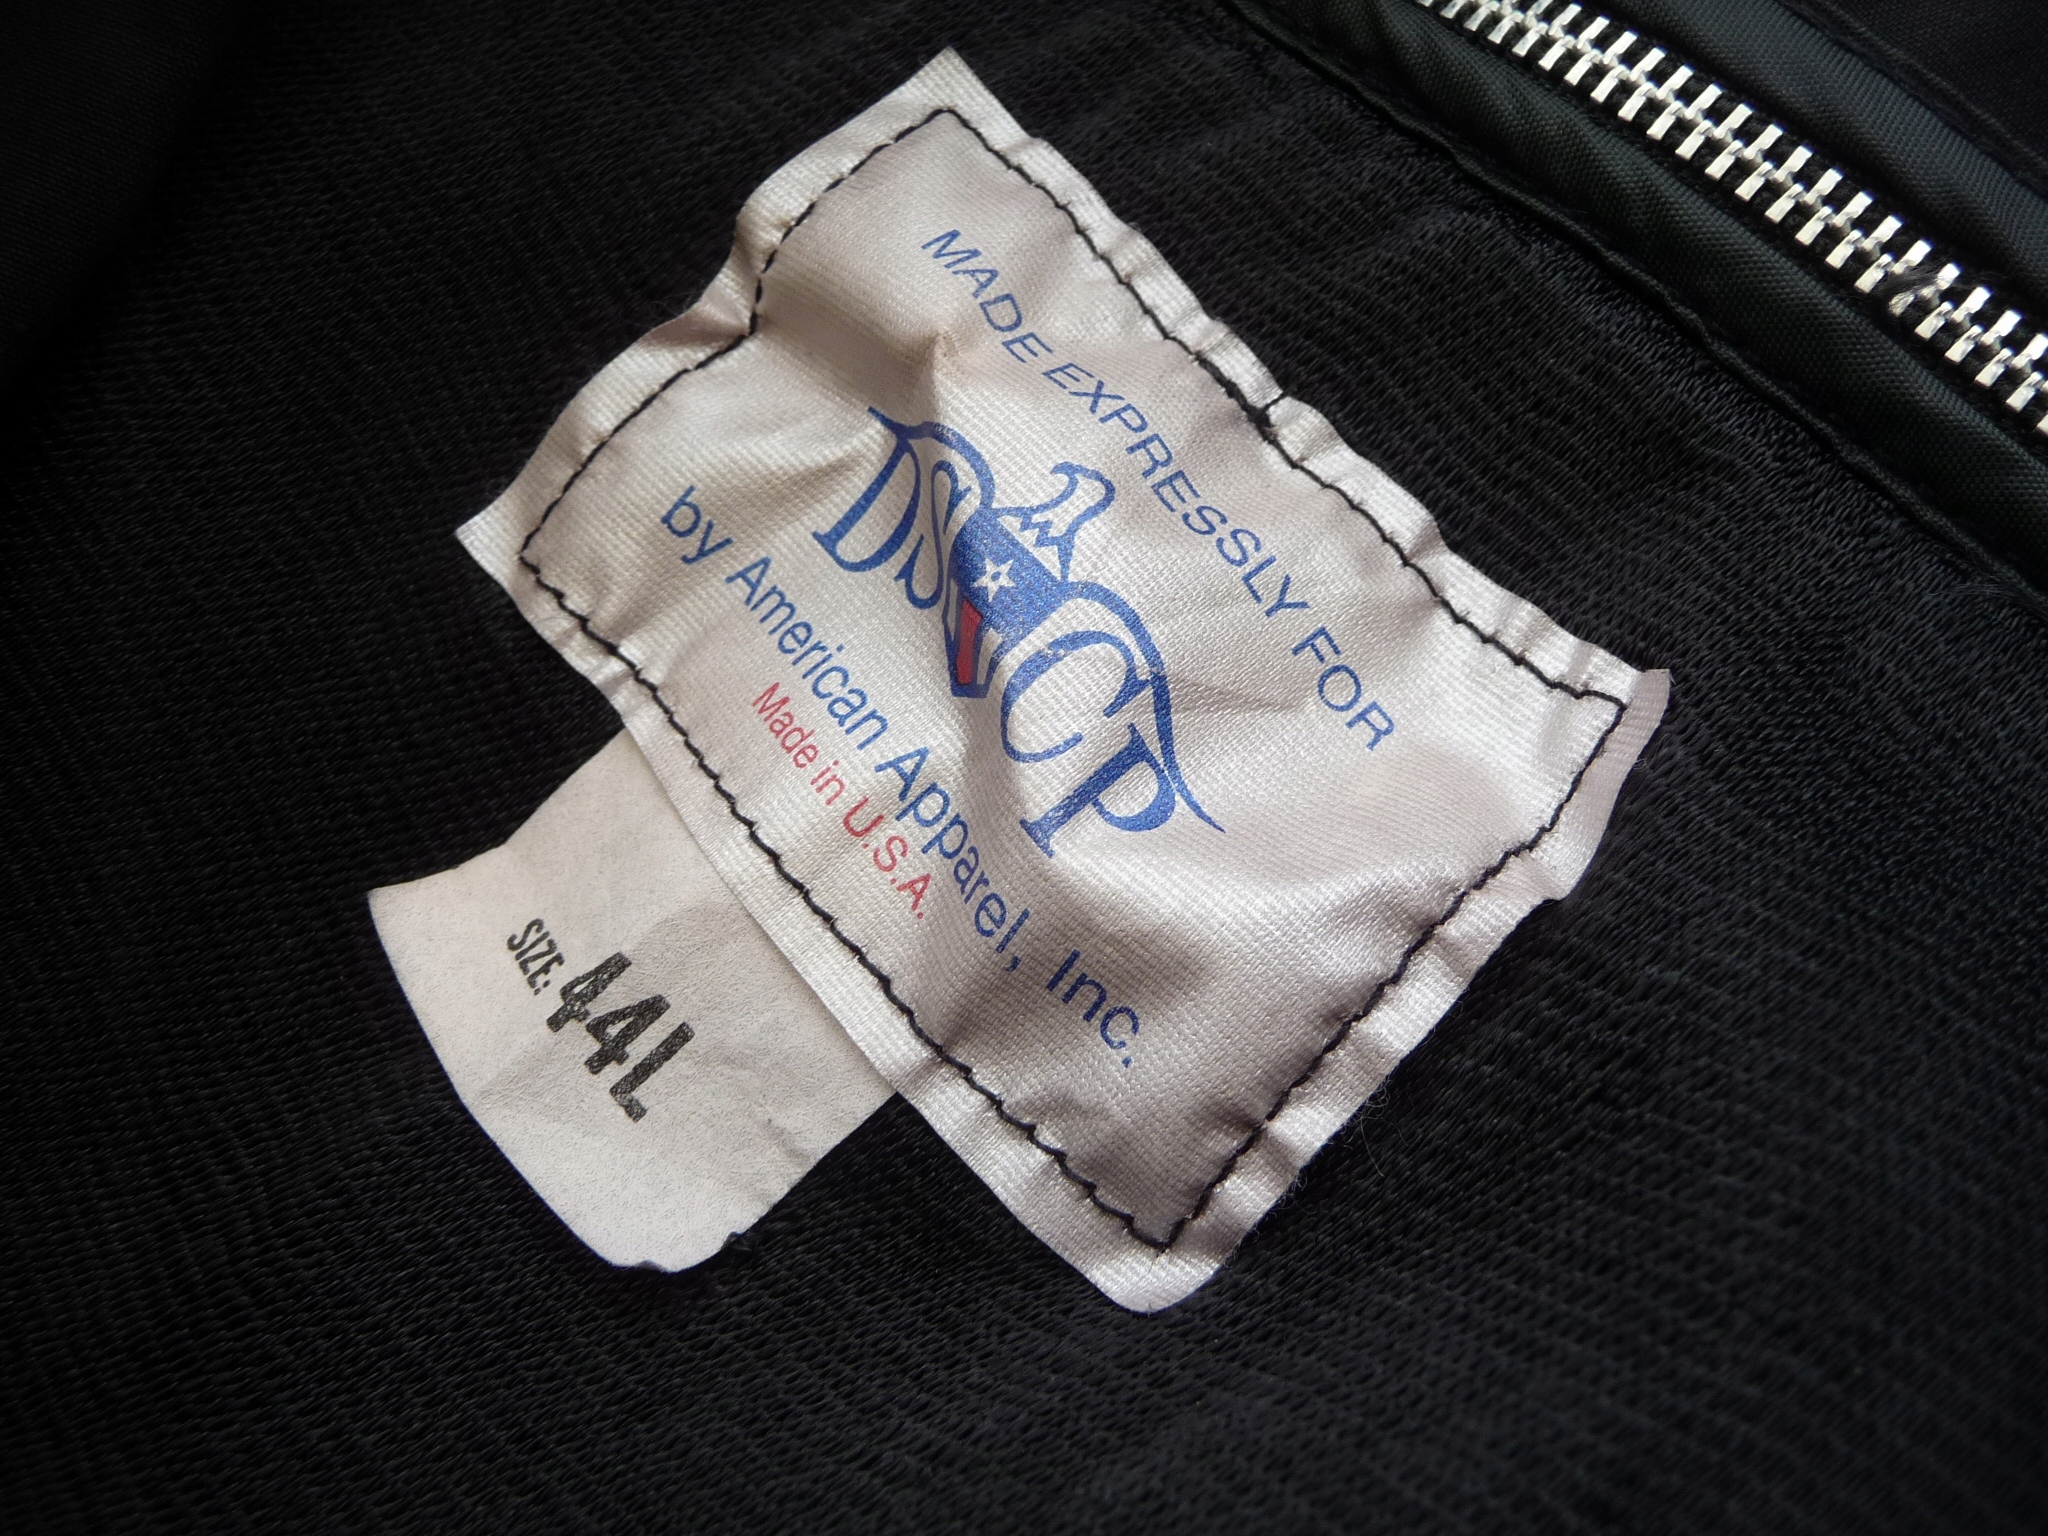 MADE EXPRESSLY FOR
DSCP
by American Apparel, Inc.
Made in U.S.A.
SIZE: 44L